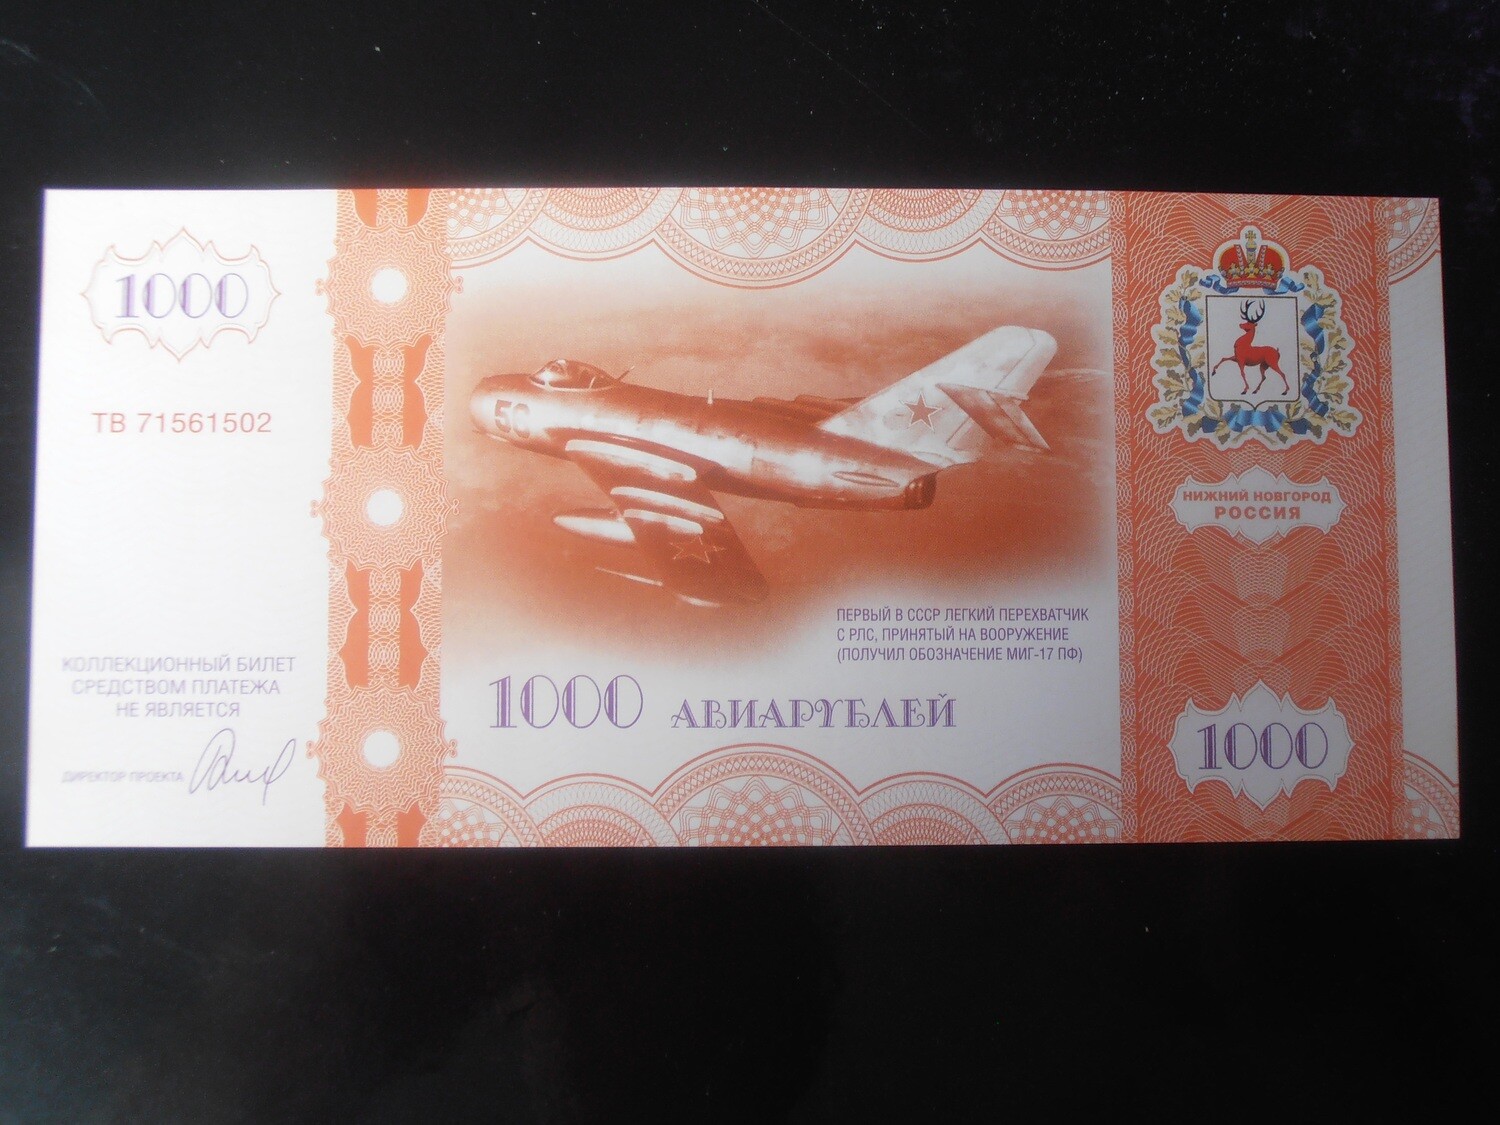 1000
ТВ 71561502
КОЛЛЕКЦИОННЫЙ БИЛЕТ
СРЕДСТВОМ ПЛАТЕЖА
НЕ ЯВЛЯЕТСЯ
ДИРЕКТОР ПРОЕКТА
ПЕРВЫЙ В СССР ЛЕГКИЙ ПЕРЕХВАТЧИК
С РЛС, ПРИНЯТЫЙ НА ВООРУЖЕНИЕ
(ПОЛУЧИЛ ОБОЗНАЧЕНИЕ МИГ-17 ПФ)
1000 АВИАРУБЛЕЙ
НИЖНИЙ НОВГОРОД
РОССИЯ
1000